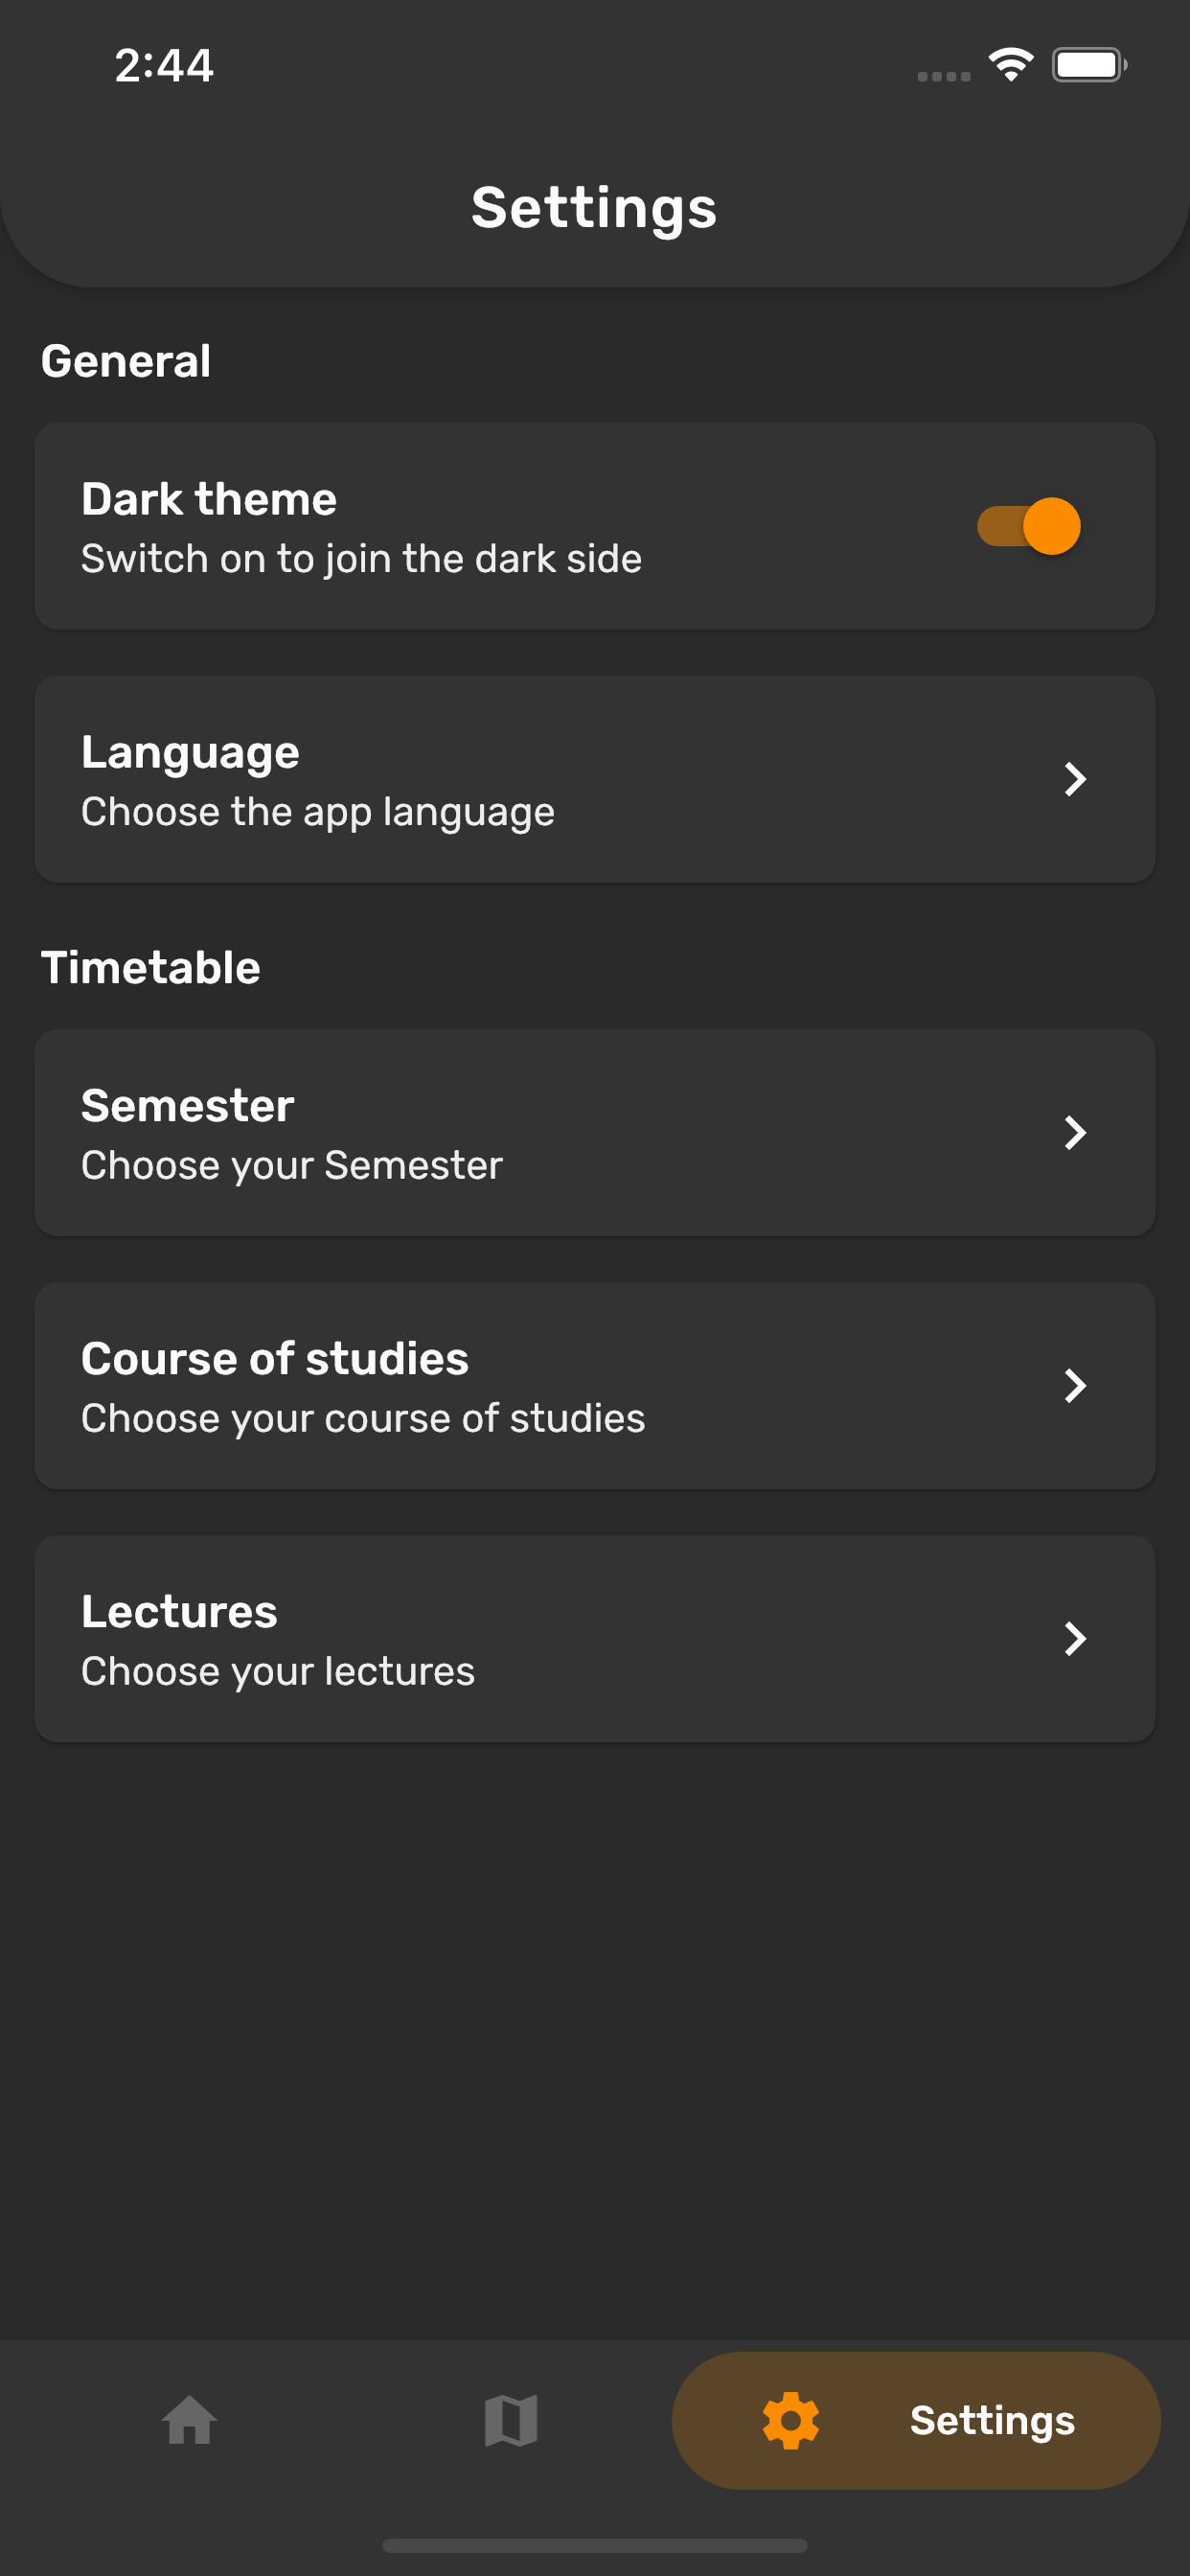 2:44
Settings
General
Dark theme
Switch on to join the dark side
Language
Choose the app language
Timetable
Semester
Choose your Semester
Course of studies
Choose your course of studies
Lectures
Choose your lectures
Settings